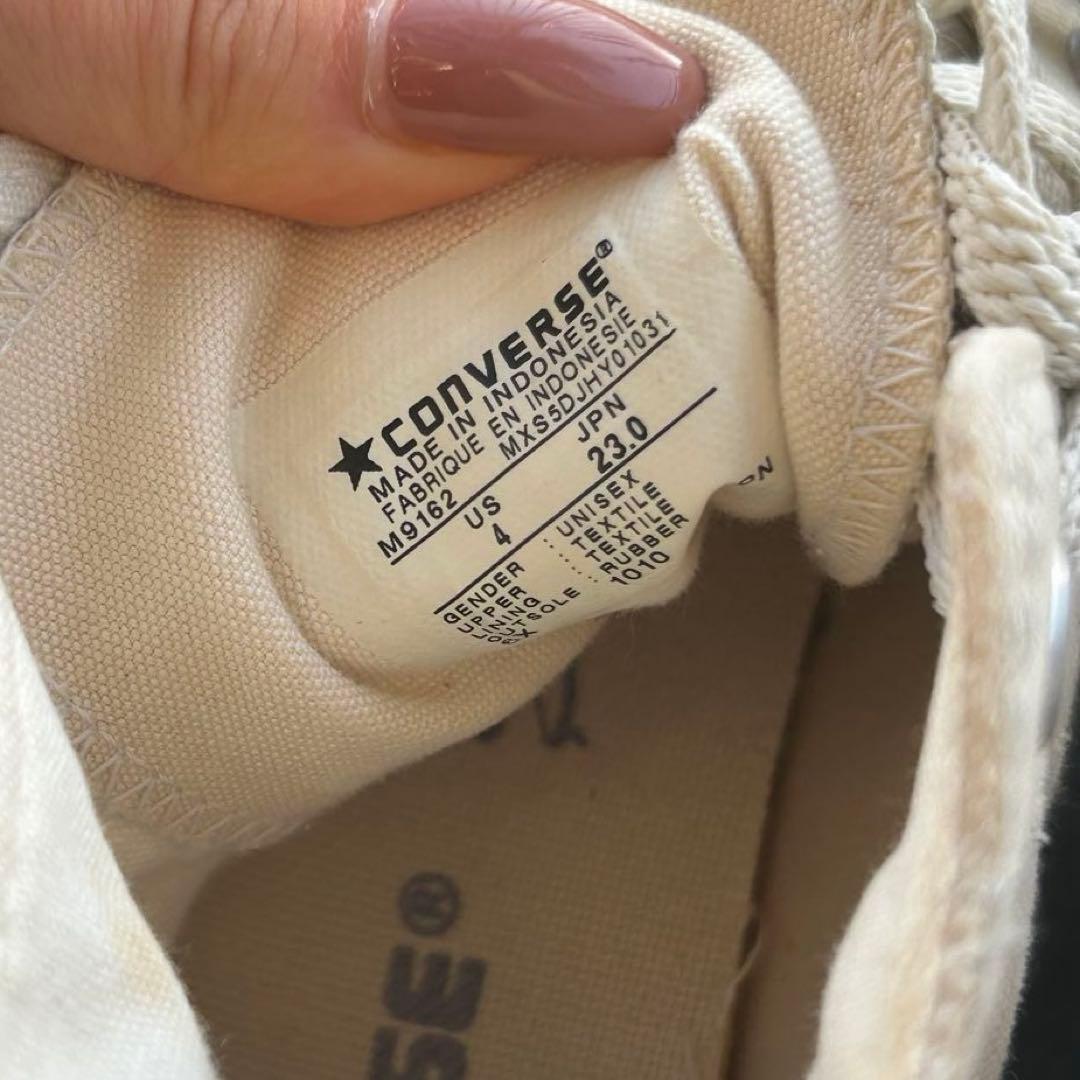 ★CONVERSE®
MADE IN INDONESIA
FABRIQUE EN INDONESIE
M9162 MXS5DJHY01031
US JPN
4 23.0
GENDER : UNISEX
UPPER ...... TEXTILE
LINING ...... TEXTILE
OUTSOLE .. RUBBER
1010
SE®